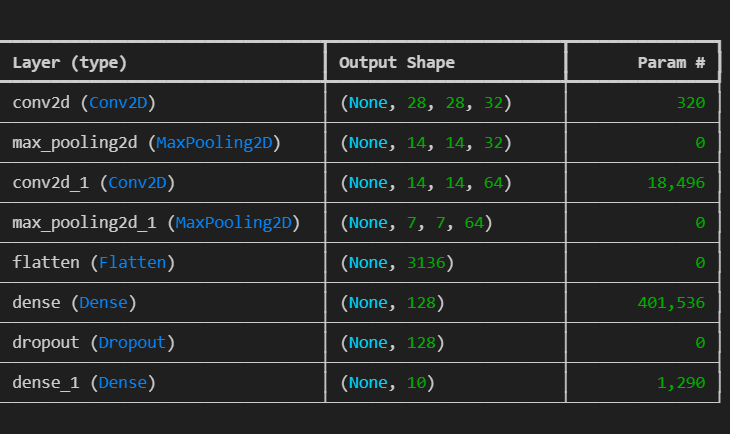 Layer (type) Output Shape Param #
conv2d (Conv2D) (None, 28, 28, 32) 320
max_pooling2d (MaxPooling2D) (None, 14, 14, 32) 0
conv2d_1 (Conv2D) (None, 14, 14, 64) 18,496
max_pooling2d_1 (MaxPooling2D) (None, 7, 7, 64) 0
flatten (Flatten) (None, 3136) 0
dense (Dense) (None, 128) 401,536
dropout (Dropout) (None, 128) 0
dense_1 (Dense) (None, 10) 1,290